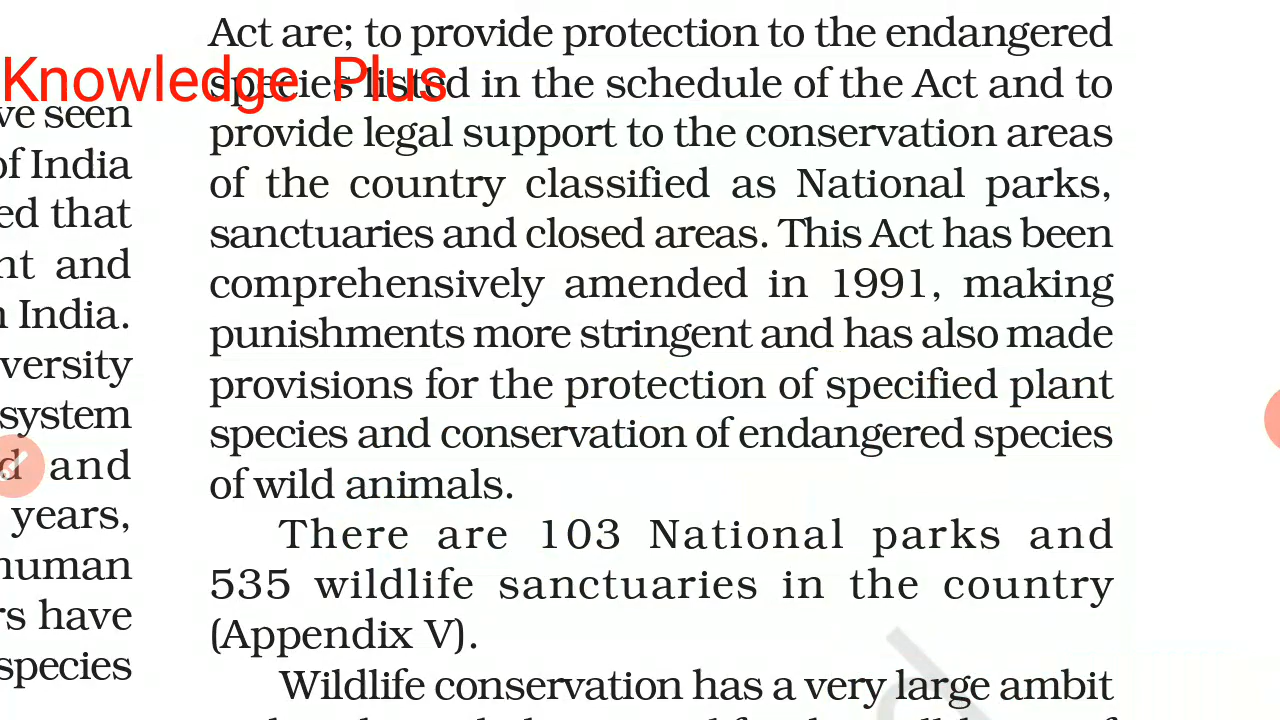 Knowledge Plus
ve seen
of India
ed that
nt and
India.
versity
system
and
years,
human
rs have
species
Act are; to provide protection to the endangered
species listed in the schedule of the Act and to
provide legal support to the conservation areas
of the country classified as National parks,
sanctuaries and closed areas. This Act has been
comprehensively amended in 1991, making
punishments more stringent and has also made
provisions for the protection of specified plant
species and conservation of endangered species
of wild animals.
There are 103 National parks and
535 wildlife sanctuaries in the country
(Appendix V).
Wildlife conservation has a very large ambit